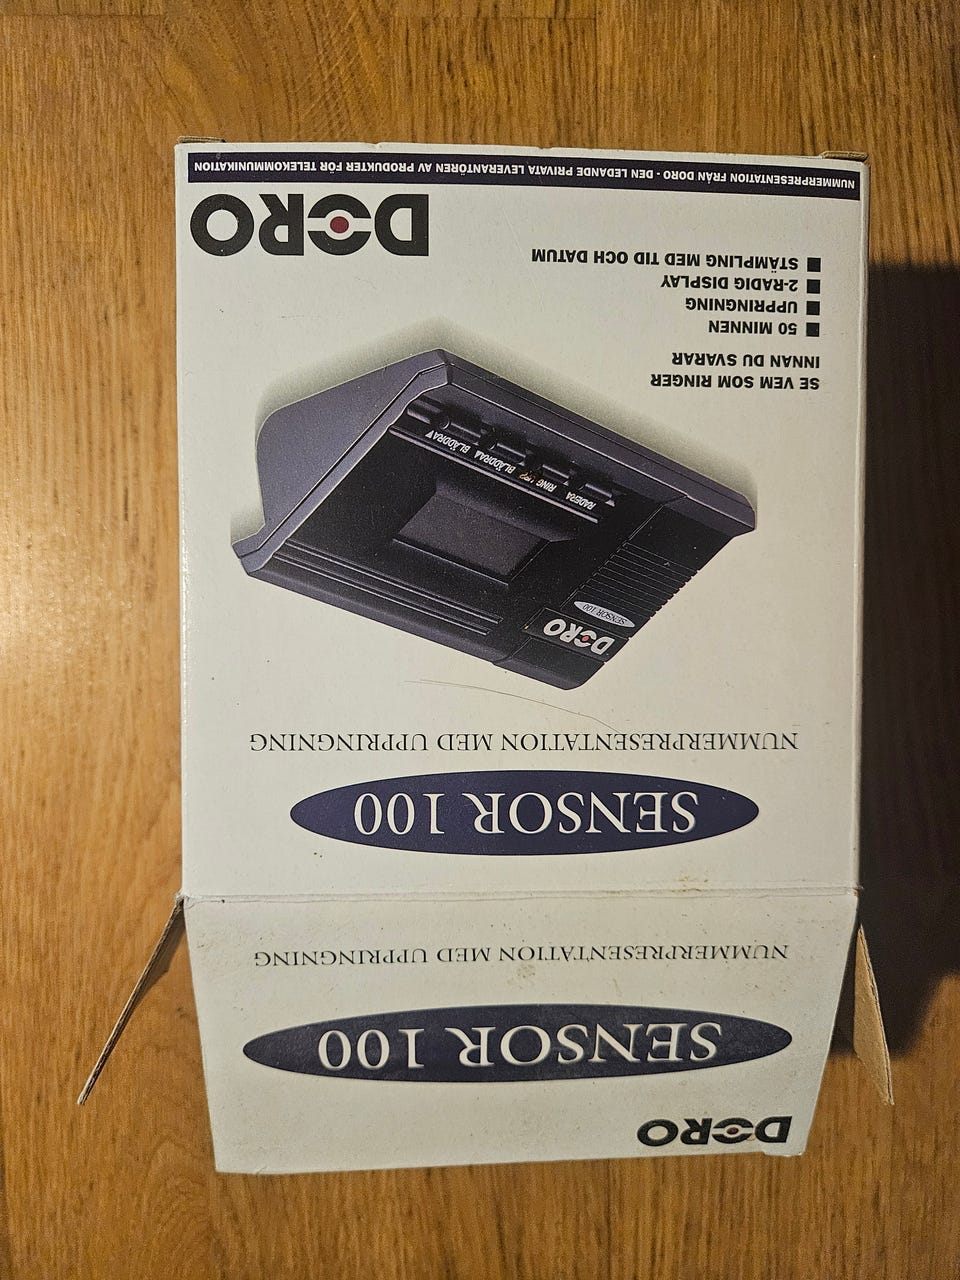 DORO
SENSOR 100
NUMMERPRESENTATION MED UPPRINGNING
SENSOR 100
NUMMERPRESENTATION MED UPPRINGNING
DORO
SENSOR 100
RADERA
RING UPP
BLÄDDRA▲
BLÄDDRA▼
SE VEM SOM RINGER
INNAN DU SVARAR
■ 50 MINNEN
■ UPPRINGNING
■ 2-RADIG DISPLAY
■ STÄMPLING MED TID OCH DATUM
DORO
NUMMERPRESENTATION FRÅN DORO - DEN LEDANDE PRIVATA LEVERANTÖREN AV PRODUKTER FÖR TELEKOMMUNIKATION